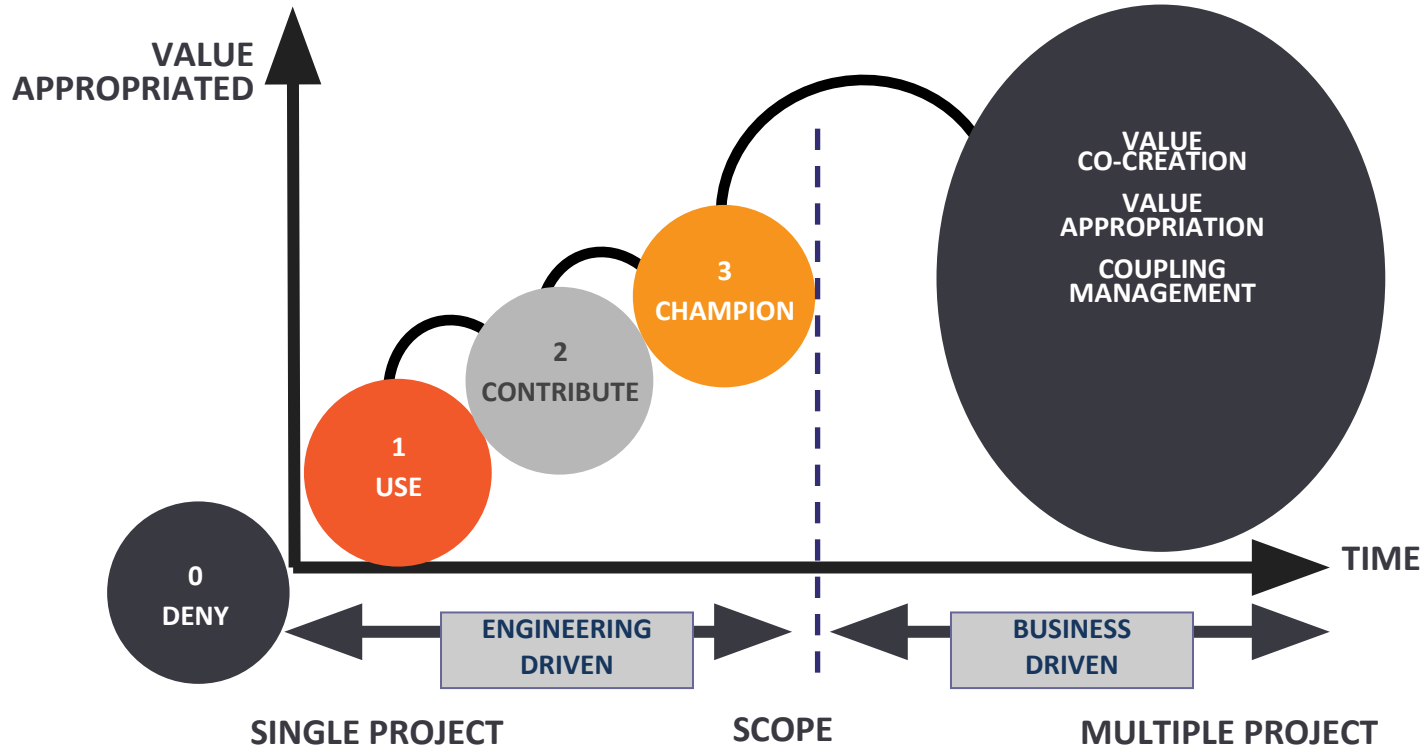 VALUE
APPROPRIATED
VALUE
CO-CREATION
VALUE
APPROPRIATION
COUPLING
MANAGEMENT
3
CHAMPION
2
CONTRIBUTE
1
USE
0
DENY
TIME
ENGINEERING
DRIVEN
BUSINESS
DRIVEN
SINGLE PROJECT
SCOPE
MULTIPLE PROJECT